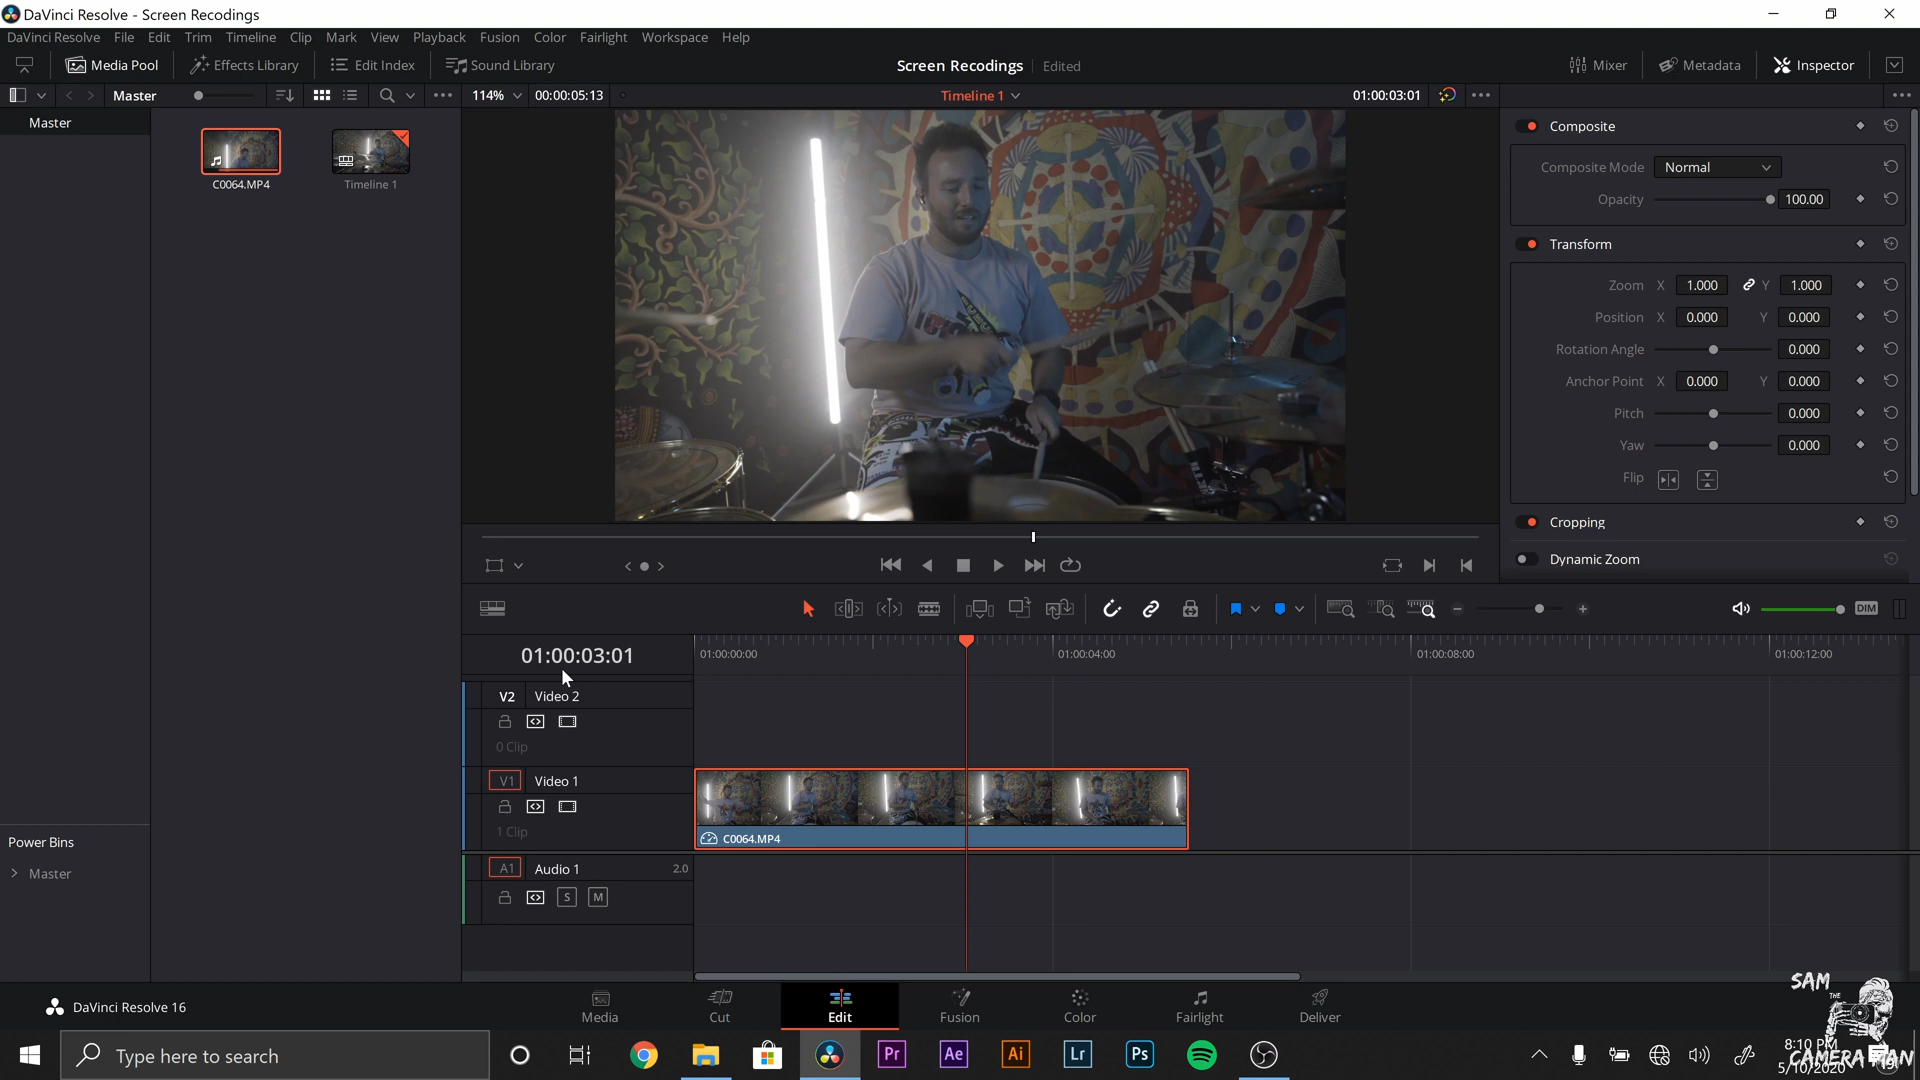 DaVinci Resolve - Screen Recodings
DaVinci Resolve File Edit Trim Timeline Clip Mark View Playback Fusion Color Fairlight Workspace Help
Media Pool Effects Library Edit Index Sound Library Screen Recodings Edited Mixer Metadata Inspector
Master 114% 00:00:05:13 Timeline 1 01:00:03:01
Master
C0064.MP4 Timeline 1
Composite
Composite Mode Normal
Opacity 100.00
Transform
Zoom X 1.000 Y 1.000
Position X 0.000 Y 0.000
Rotation Angle 0.000
Anchor Point X 0.000 Y 0.000
Pitch 0.000
Yaw 0.000
Flip
Cropping
Dynamic Zoom
DIM
01:00:03:01 01:00:00:00 01:00:04:00 01:00:08:00 01:00:12:00
V2 Video 2
0 Clip
V1 Video 1
1 Clip
C0064.MP4
A1 Audio 1 2.0
S M
Power Bins
Master
DaVinci Resolve 16
Media Cut Edit Fusion Color Fairlight Deliver
SAM
THE
CAMERA MAN
Type here to search
Pr Ae Ai Lr Ps
8:10 PM
5/10/2020